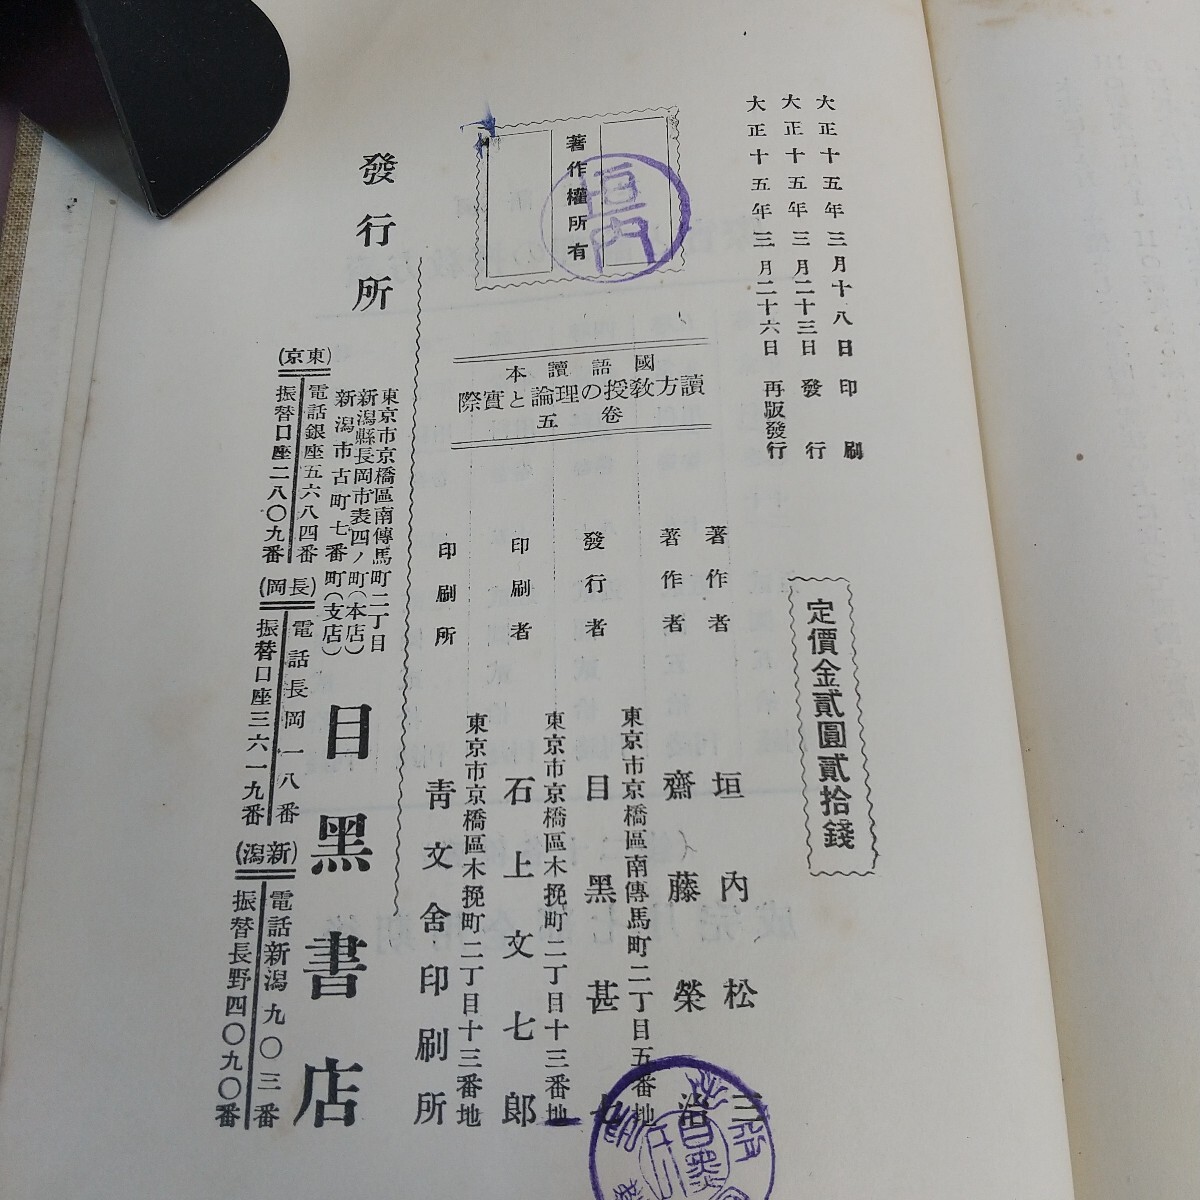 大正十五年三月十八日印刷
大正十五年三月二十三日發行
大正十五年三月二十六日再版發行
定價金貳圓貳拾錢
著作權所有
垣内
國語讀本
讀方教授の理論と實際
卷五
著作者 垣内松三
著作者 齋藤榮治
東京市京橋區南傳馬町二丁目五番地
發行者 目黑甚七
東京市京橋區木挽町二丁目十三番地
印刷者 石上文七郎
東京市京橋區木挽町二丁目十三番地
印刷所 靑文舍印刷所
發行所
東京市京橋區南傳馬町二丁目
新潟縣長岡市表四ノ町(本店)
新潟市古町七番町(支店)
目黑書店
(東京)
電話銀座五六八四番
振替口座二八〇九番
(長岡)
電話長岡一八番
振替口座三六一九番
(新潟)
電話新潟九〇三番
振替長野四〇九〇番